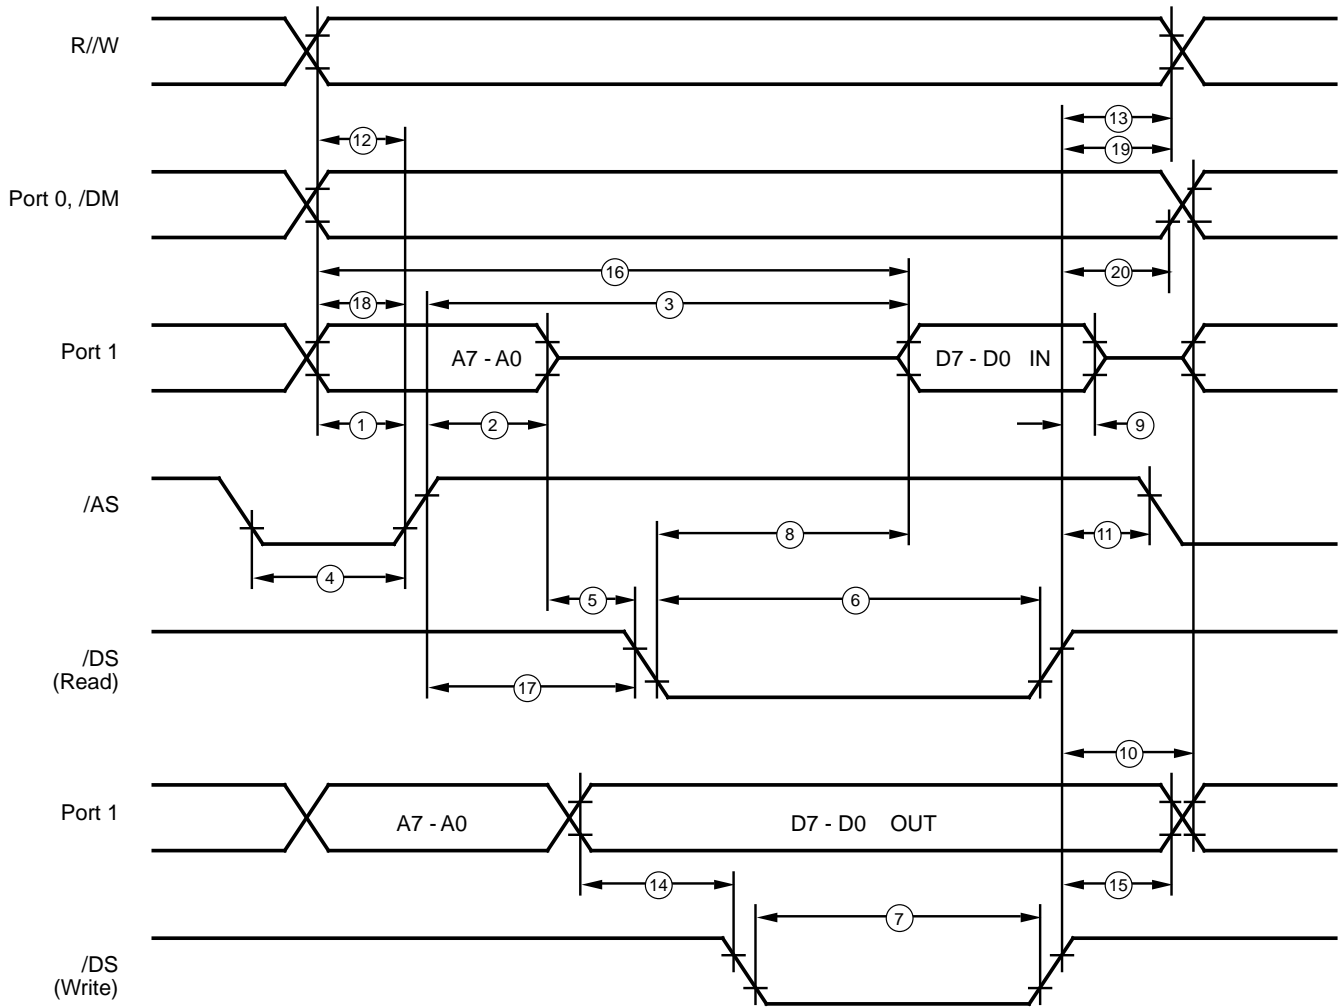 R//W
13
12
19
Port 0, /DM
16
20
18
3
Port 1
A7 - A0
D7 - D0 IN
1
2
9
/AS
8
11
4
5
6
/DS
(Read)
17
10
Port 1
A7 - A0
D7 - D0 OUT
14
15
7
/DS
(Write)